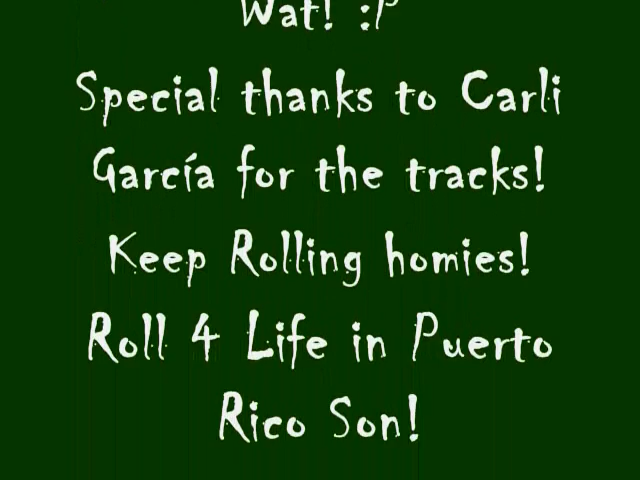 Wat! :P
Special thanks to Carli
García for the tracks!
Keep Rolling homies!
Roll 4 Life in Puerto
Rico Son!